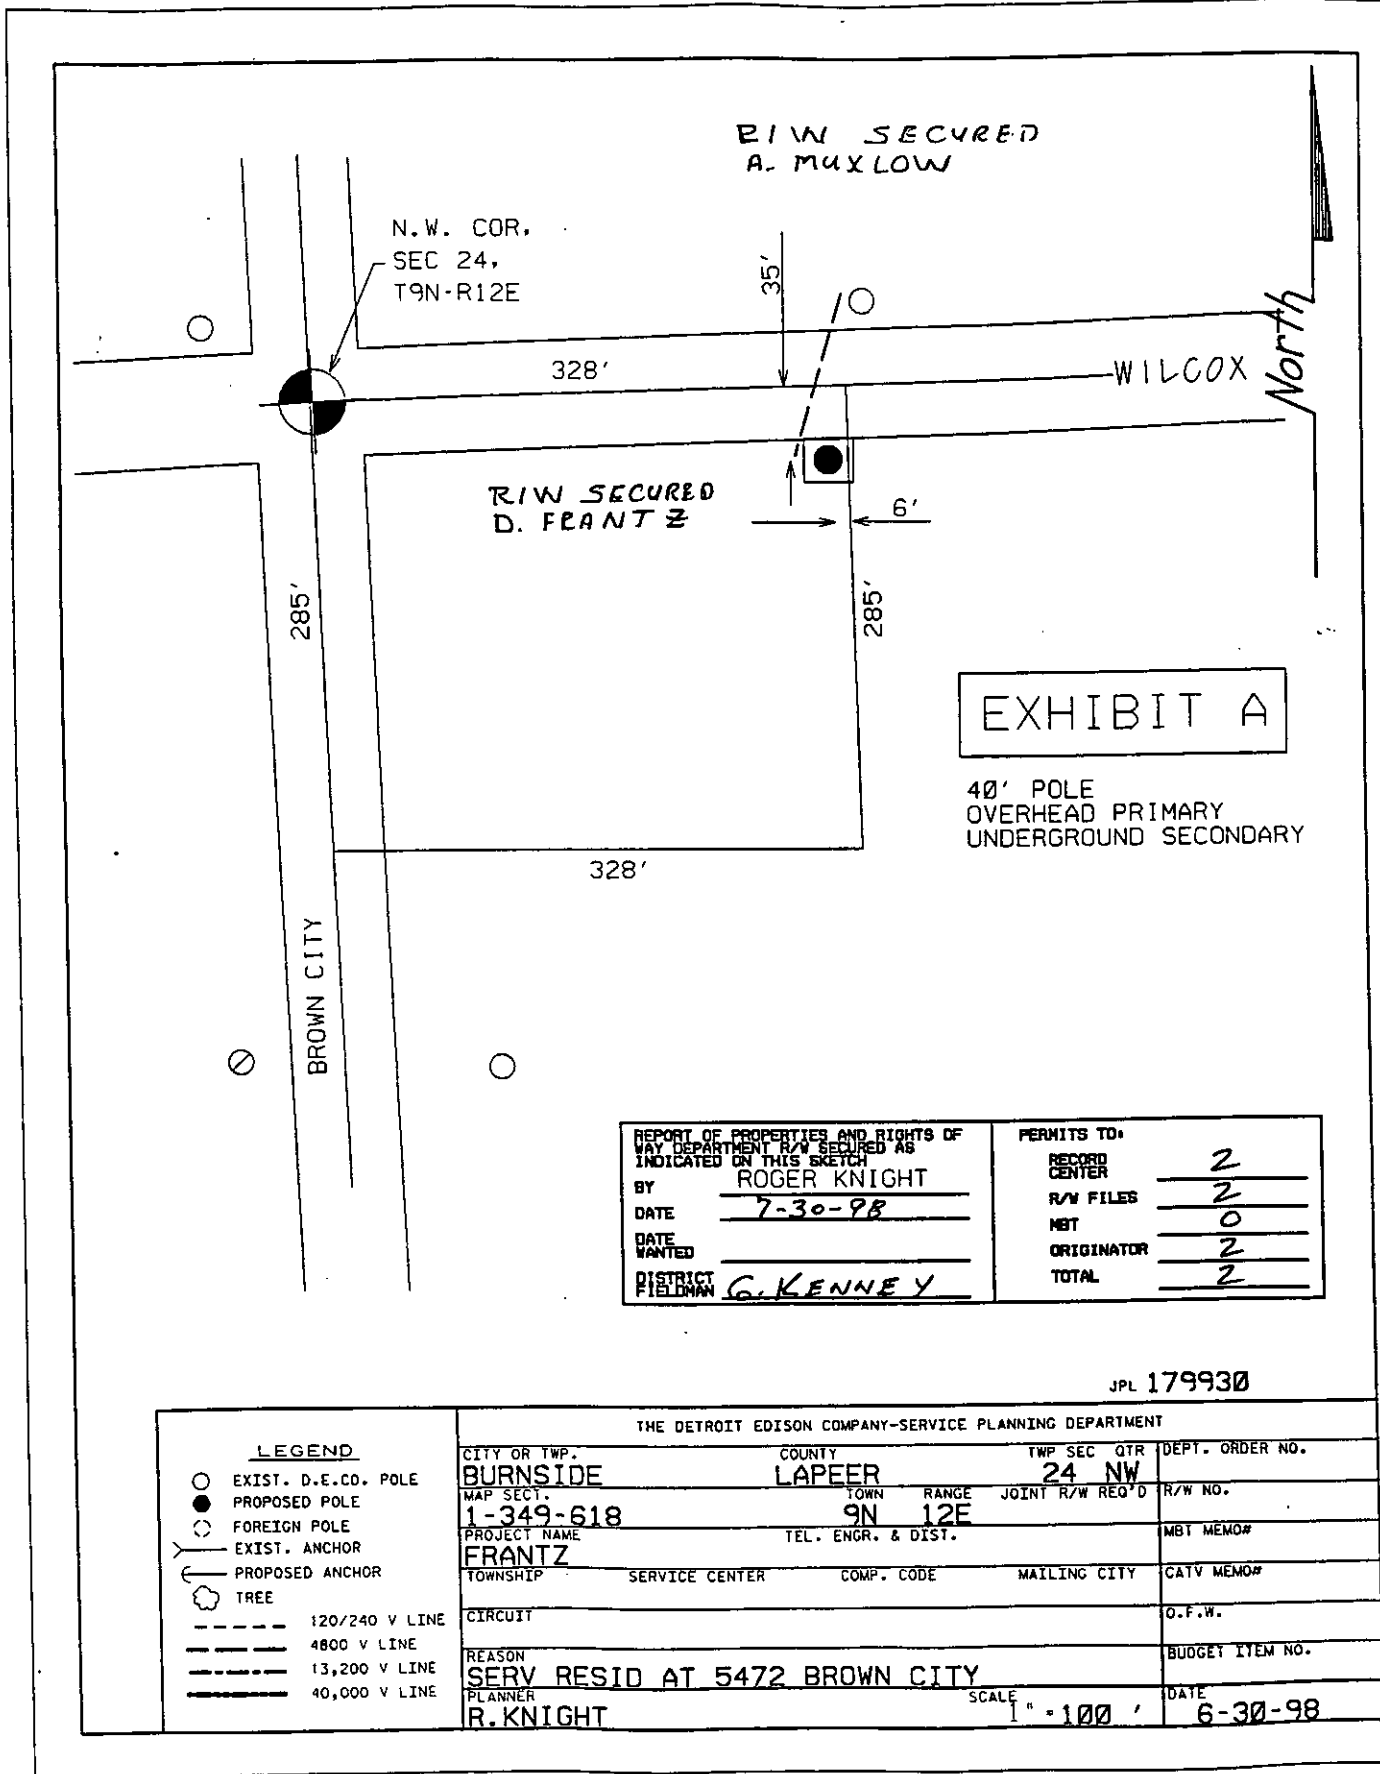 R/W SECURED
A. MUXLOW
N.W. COR.
SEC 24,
T9N-R12E
35'
328'
WILCOX
North
R/W SECURED
D. FRANTZ
6'
285'
285'
EXHIBIT A
40' POLE
OVERHEAD PRIMARY
UNDERGROUND SECONDARY
328'
BROWN CITY
REPORT OF PROPERTIES AND RIGHTS OF
WAY DEPARTMENT R/W SECURED AS
INDICATED ON THIS SKETCH
BY ROGER KNIGHT
DATE 7-30-98
DATE WANTED
DISTRICT FIELDMAN G. KENNEY
PERMITS TO:
RECORD CENTER 2
R/W FILES 2
MBT 0
ORIGINATOR 2
TOTAL 2
JPL 179930
LEGEND
EXIST. D.E.CO. POLE
PROPOSED POLE
FOREIGN POLE
EXIST. ANCHOR
PROPOSED ANCHOR
TREE
120/240 V LINE
4800 V LINE
13,200 V LINE
40,000 V LINE
THE DETROIT EDISON COMPANY-SERVICE PLANNING DEPARTMENT
CITY OR TWP. COUNTY TWP SEC QTR DEPT. ORDER NO.
BURNSIDE LAPEER 24 NW
MAP SECT. TOWN RANGE JOINT R/W REQ'D R/W NO.
1-349-618 9N 12E
PROJECT NAME TEL. ENGR. & DIST. MBT MEMO#
FRANTZ
TOWNSHIP SERVICE CENTER COMP. CODE MAILING CITY CATV MEMO#
CIRCUIT O.F.W.
REASON BUDGET ITEM NO.
SERV RESID AT 5472 BROWN CITY
PLANNER SCALE DATE
R.KNIGHT 1" = 100 ' 6-30-98